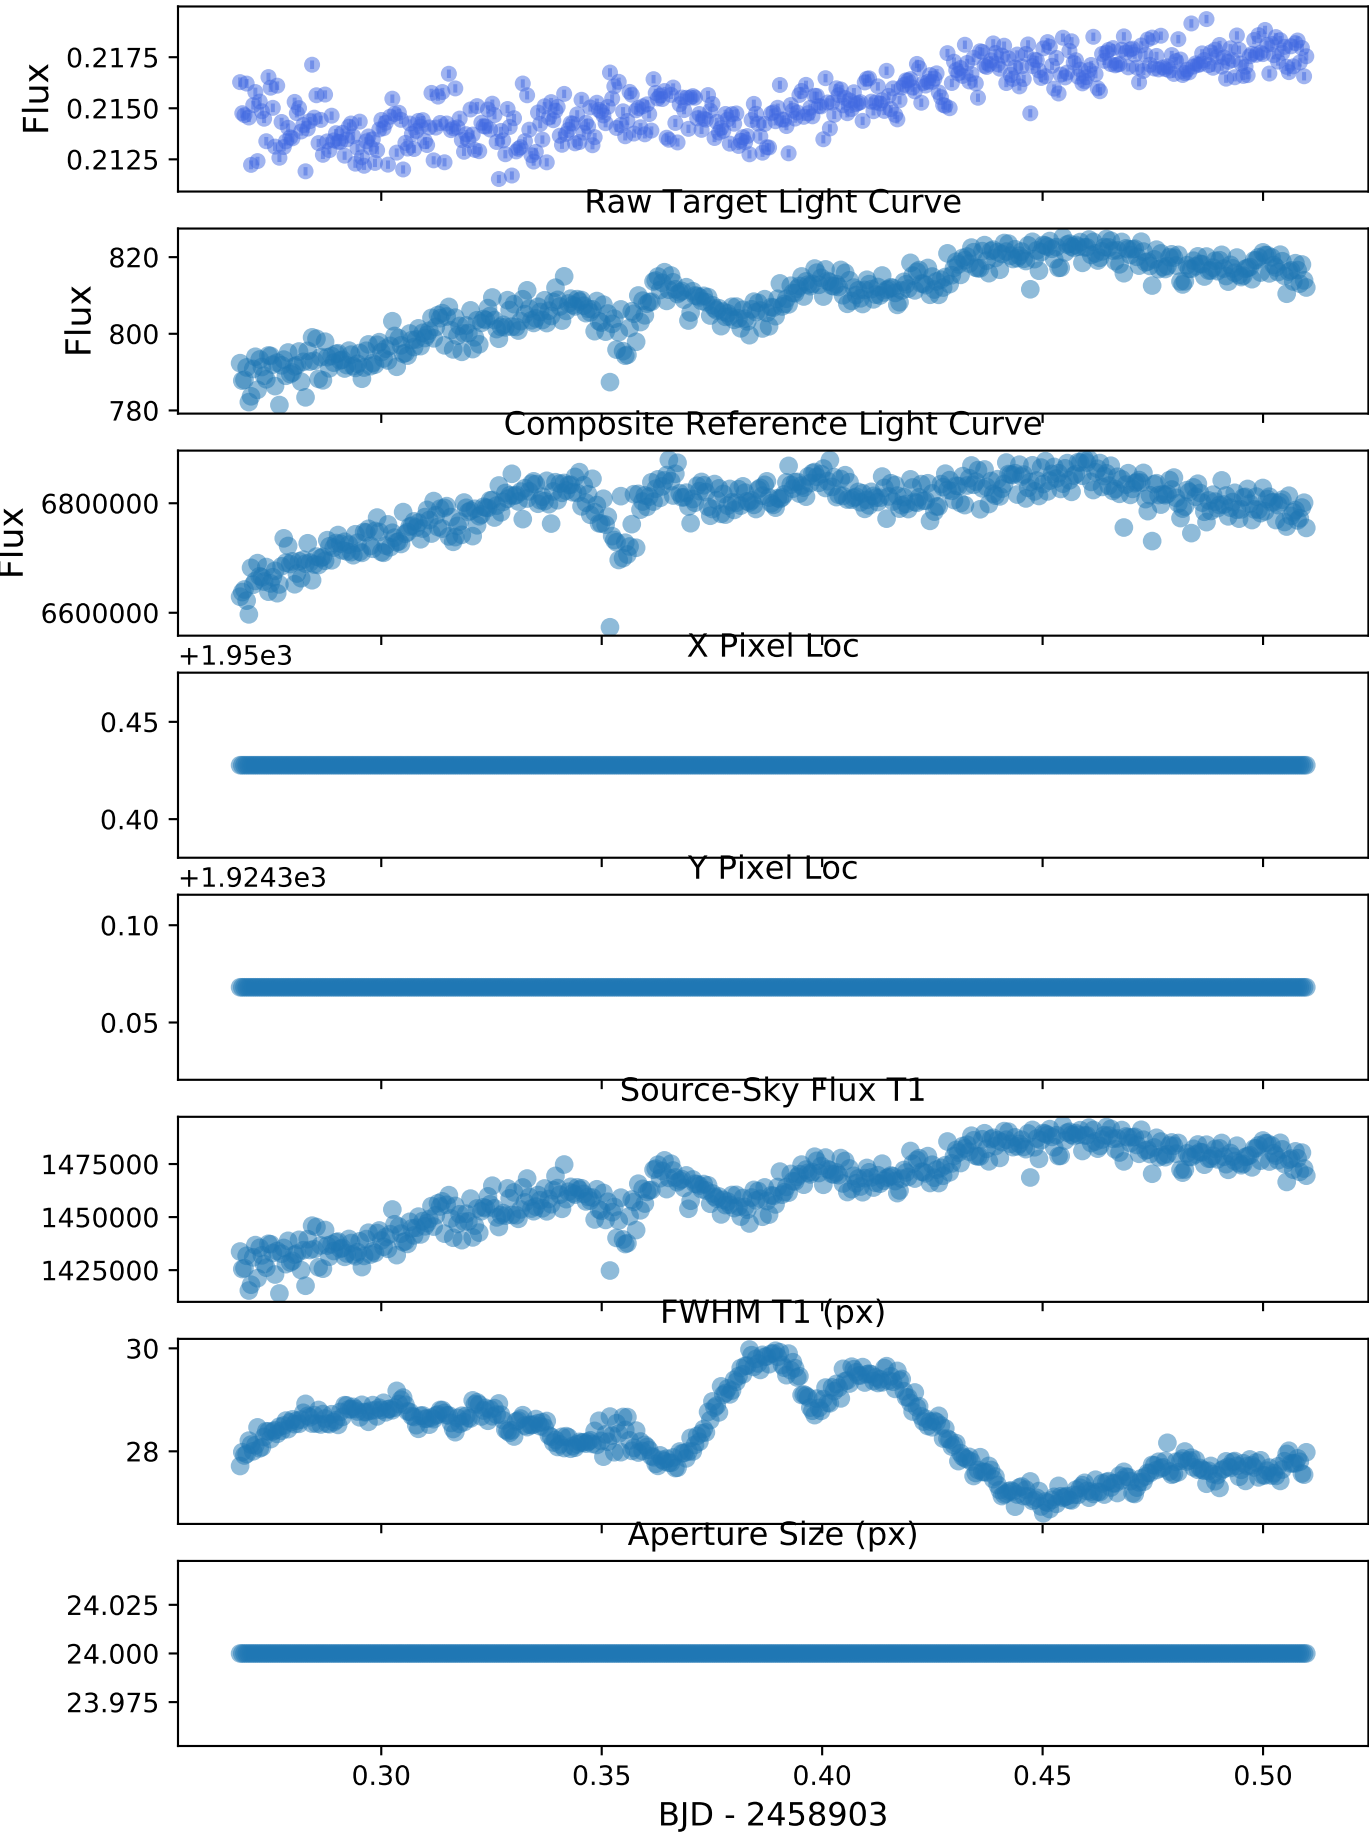 Flux
0.2175
0.2150
0.2125
Raw Target Light Curve
Flux
820
800
780
Composite Reference Light Curve
Flux
6800000
6600000
X Pixel Loc
+1.95e3
0.45
0.40
Y Pixel Loc
+1.9243e3
0.10
0.05
Source-Sky Flux T1
1475000
1450000
1425000
FWHM T1 (px)
30
28
Aperture Size (px)
24.025
24.000
23.975
0.30 0.35 0.40 0.45 0.50
BJD - 2458903